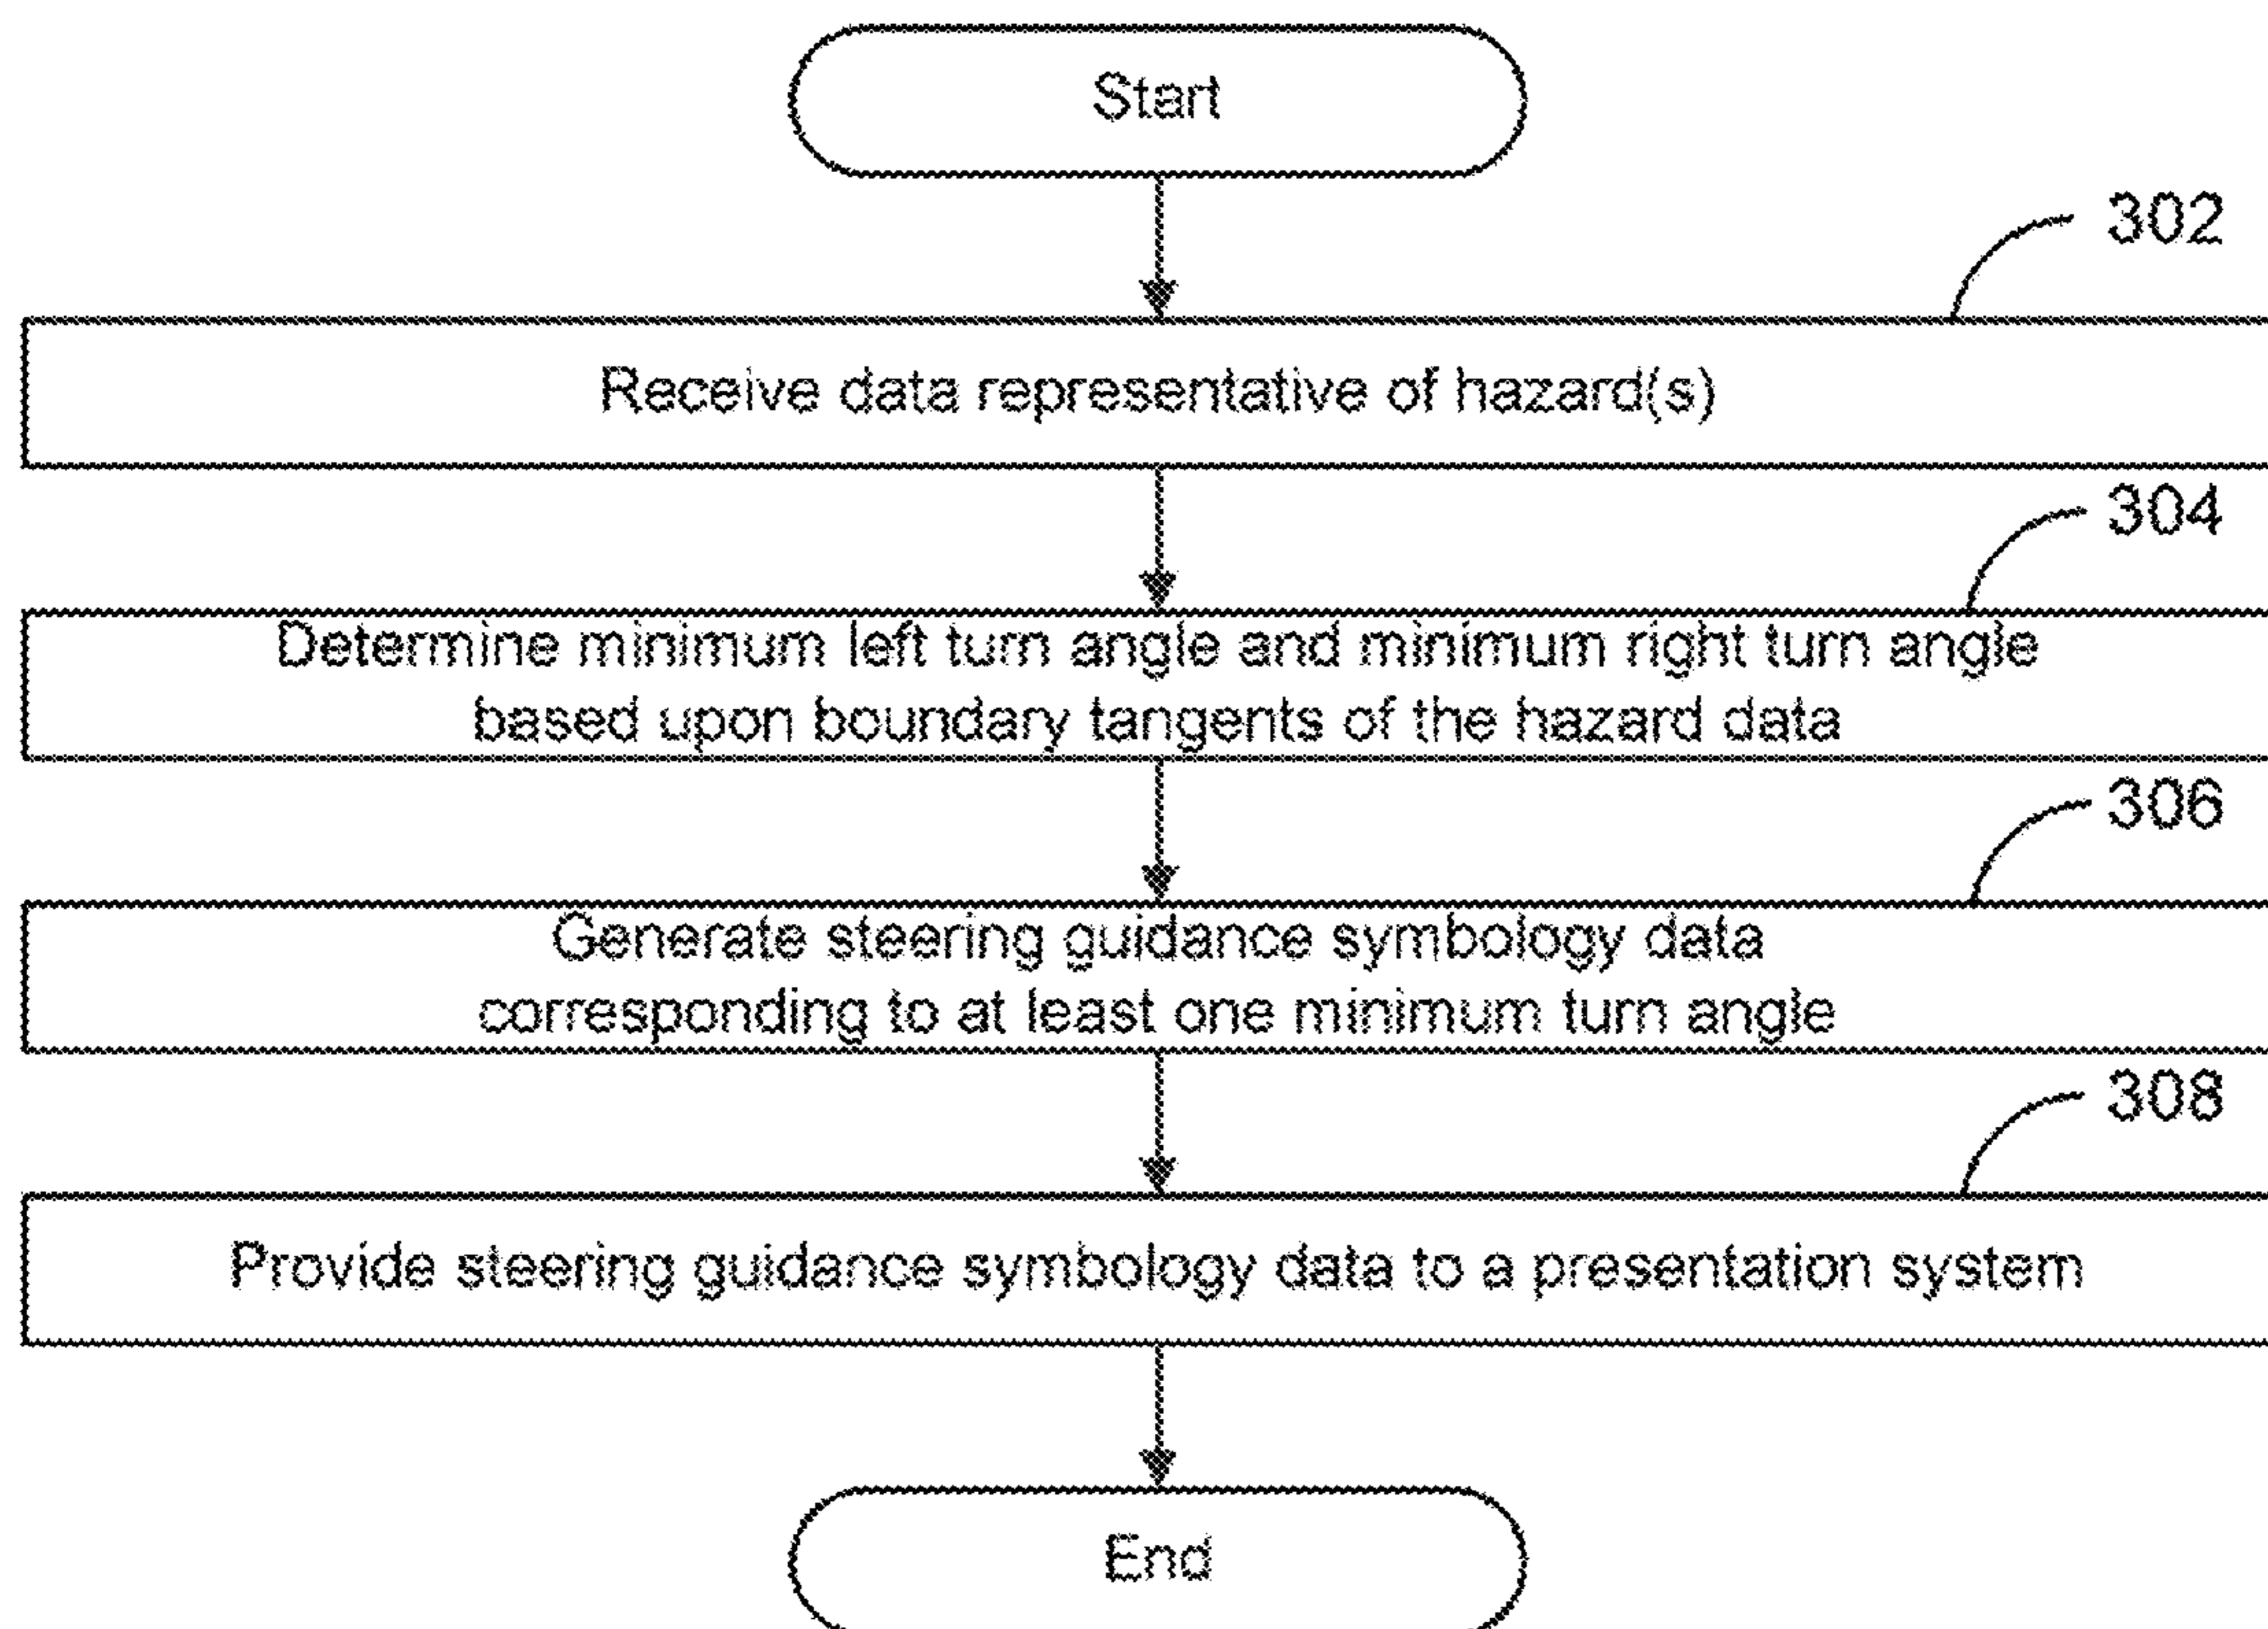 Start
302
Receive data representative of hazard(s)
304
Determine minimum left turn angle and minimum right turn angle
based upon boundary tangents of the hazard data
306
Generate steering guidance symbology data
corresponding to at least one minimum turn angle
308
Provide steering guidance symbology data to a presentation system
End